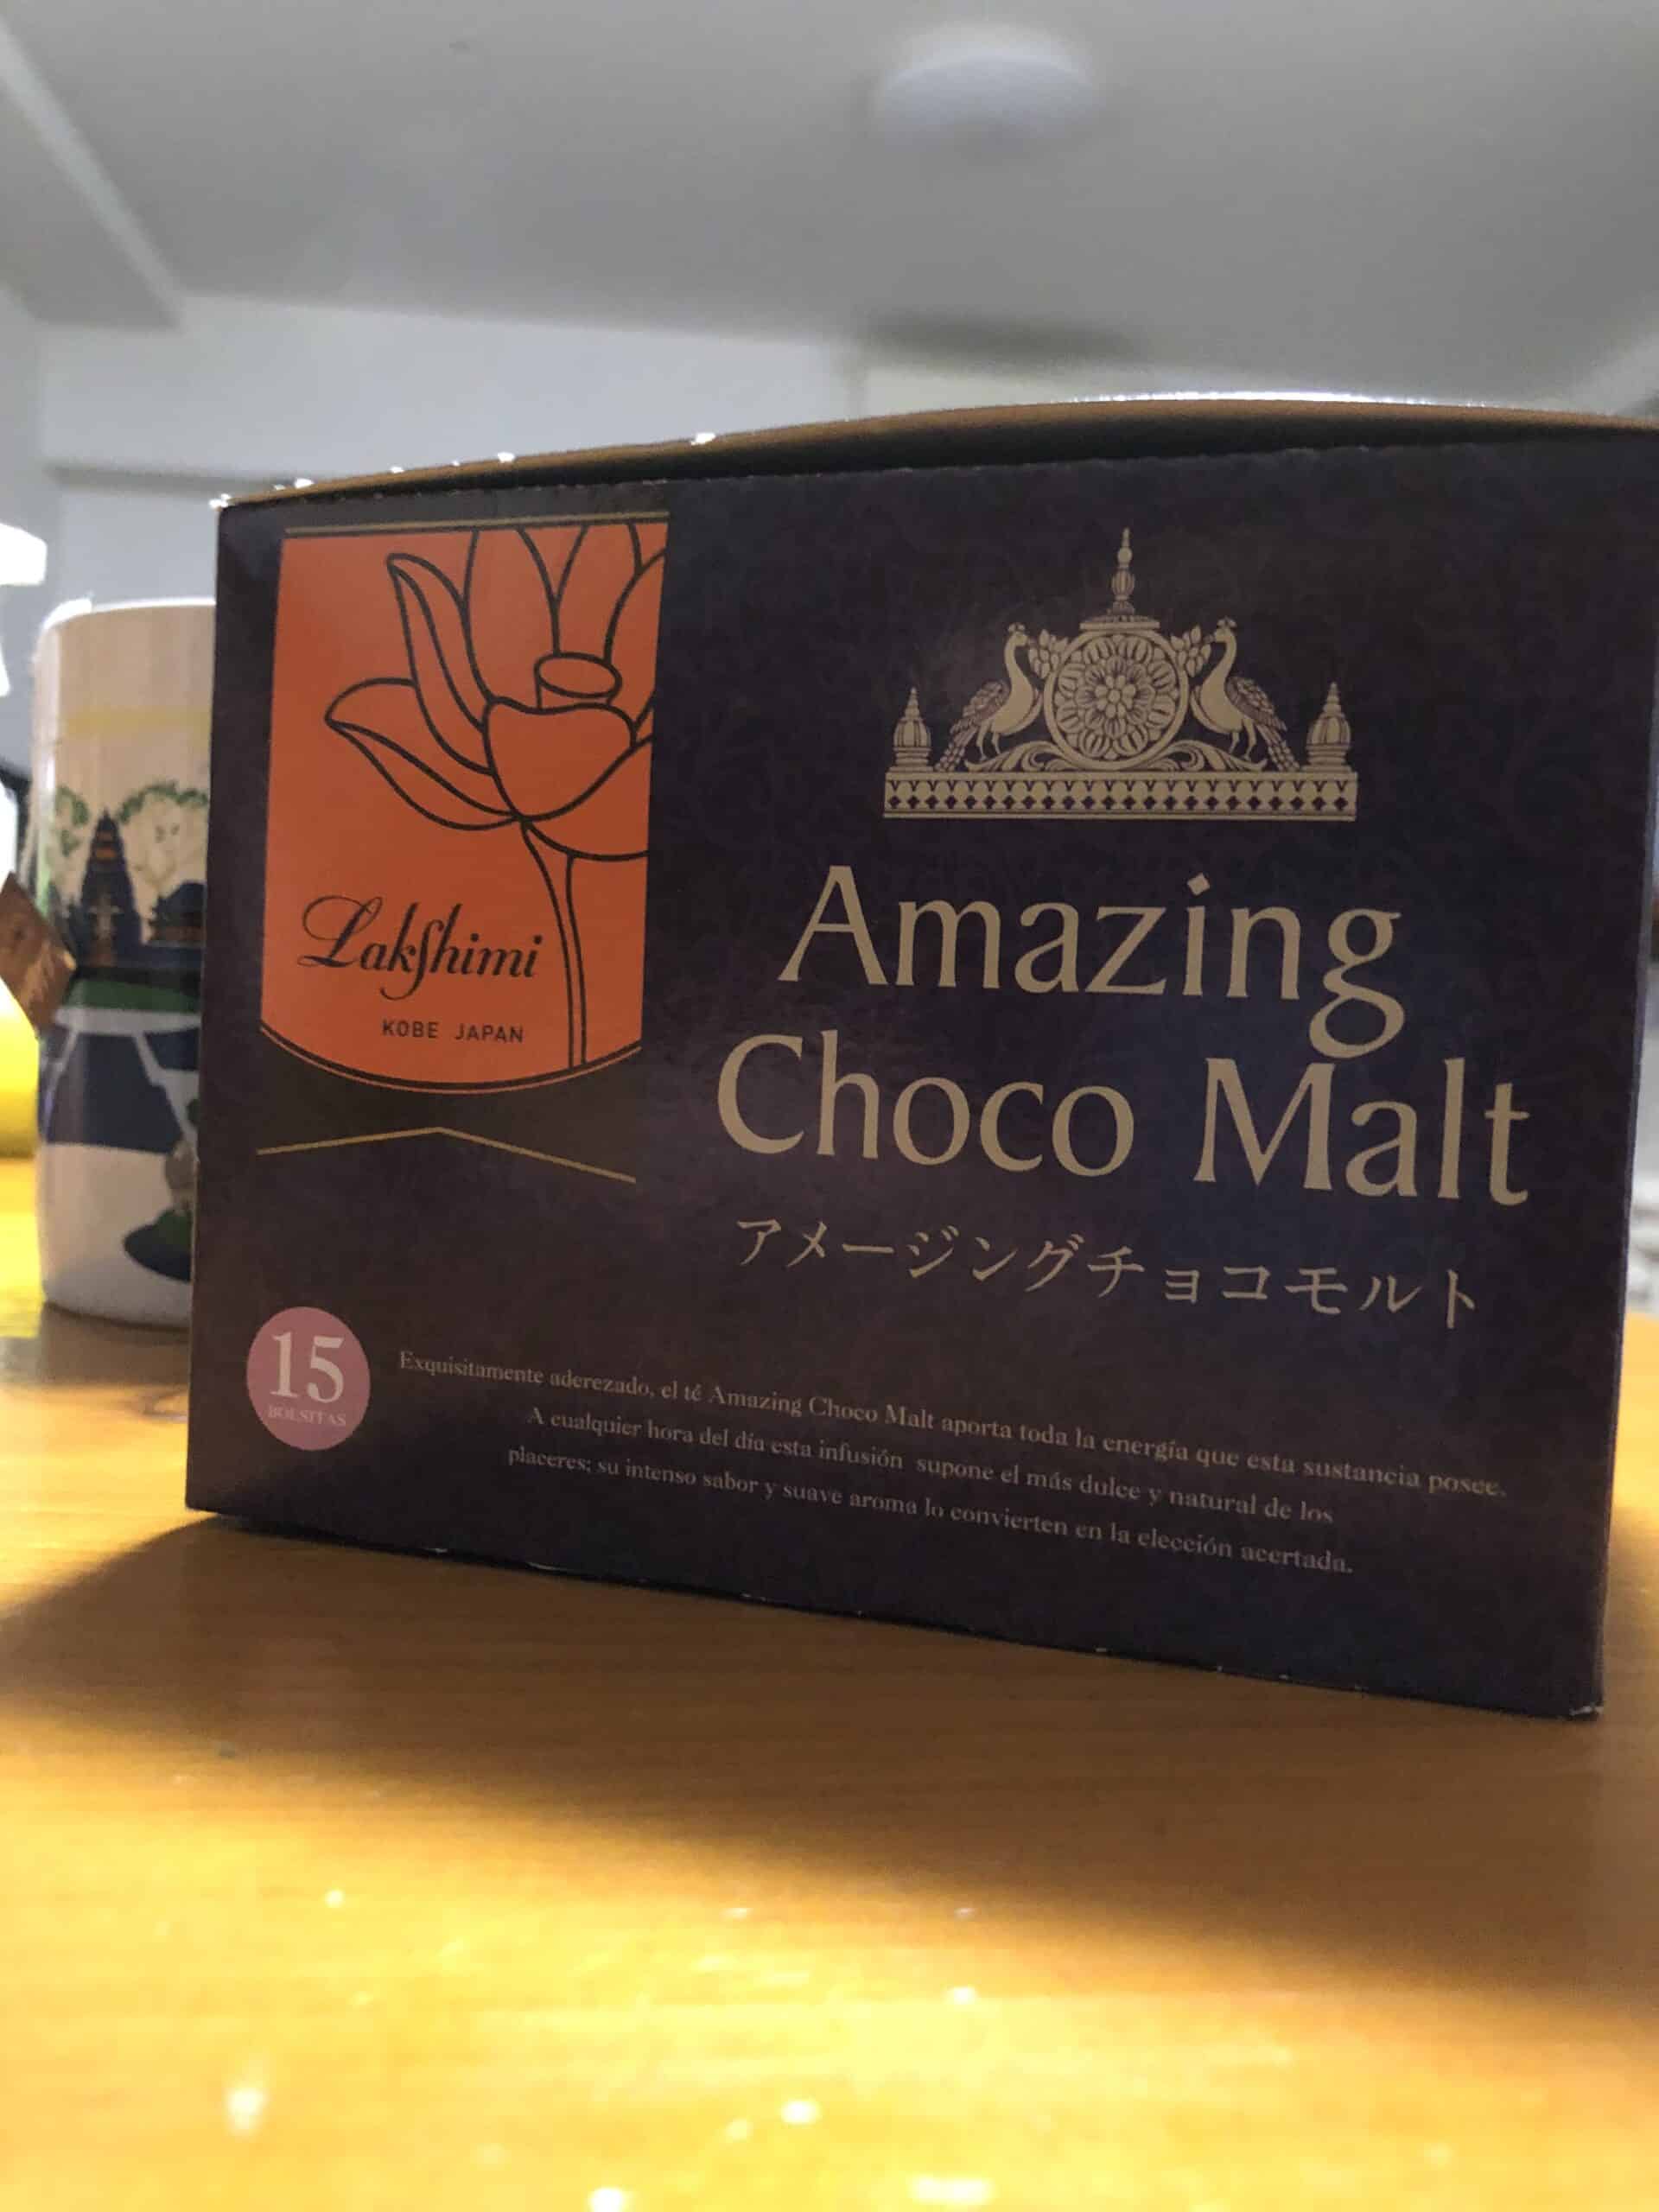 Lakshimi
KOBE JAPAN
Amazing
Choco Malt
アメージングチョコモルト
15
BOLSITAS
Exquisitamente aderezado, el té Amazing Choco Malt aporta toda la energía que esta sustancia posee.
A cualquier hora del día esta infusión supone el más dulce y natural de los
placeres; su intenso sabor y suave aroma lo convierten en la elección acertada.